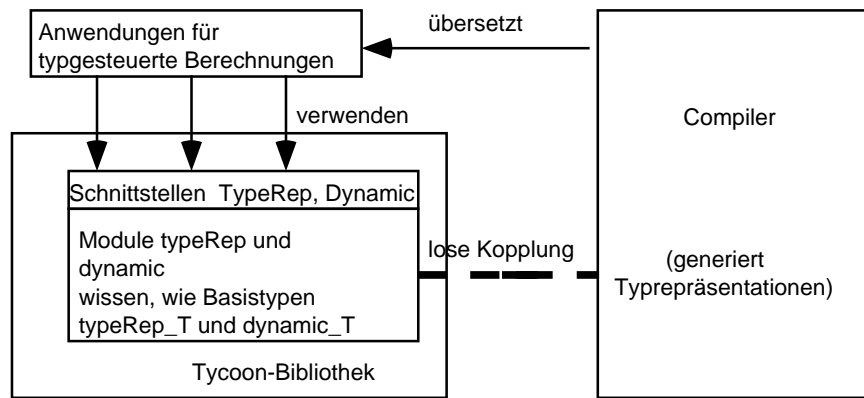 Anwendungen für
typgesteuerte Berechnungen
übersetzt
verwenden
Compiler
Schnittstellen TypeRep, Dynamic
Module typeRep und
dynamic
wissen, wie Basistypen
typeRep_T und dynamic_T
lose Kopplung
(generiert
Typrepräsentationen)
Tycoon-Bibliothek